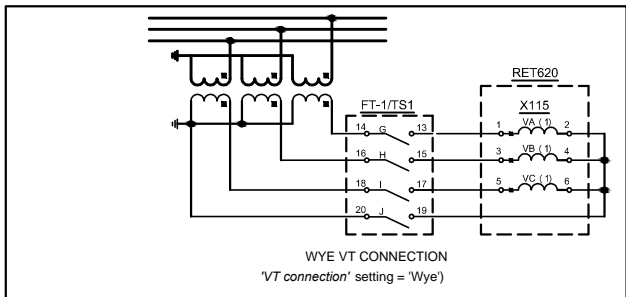 RET620
FT-1/TS1
X115
14 G 13 1 VA (1) 2
16 H 15 3 VB (1) 4
18 I 17 5 VC (1) 6
20 J 19
WYE VT CONNECTION
'VT connection' setting = 'Wye')